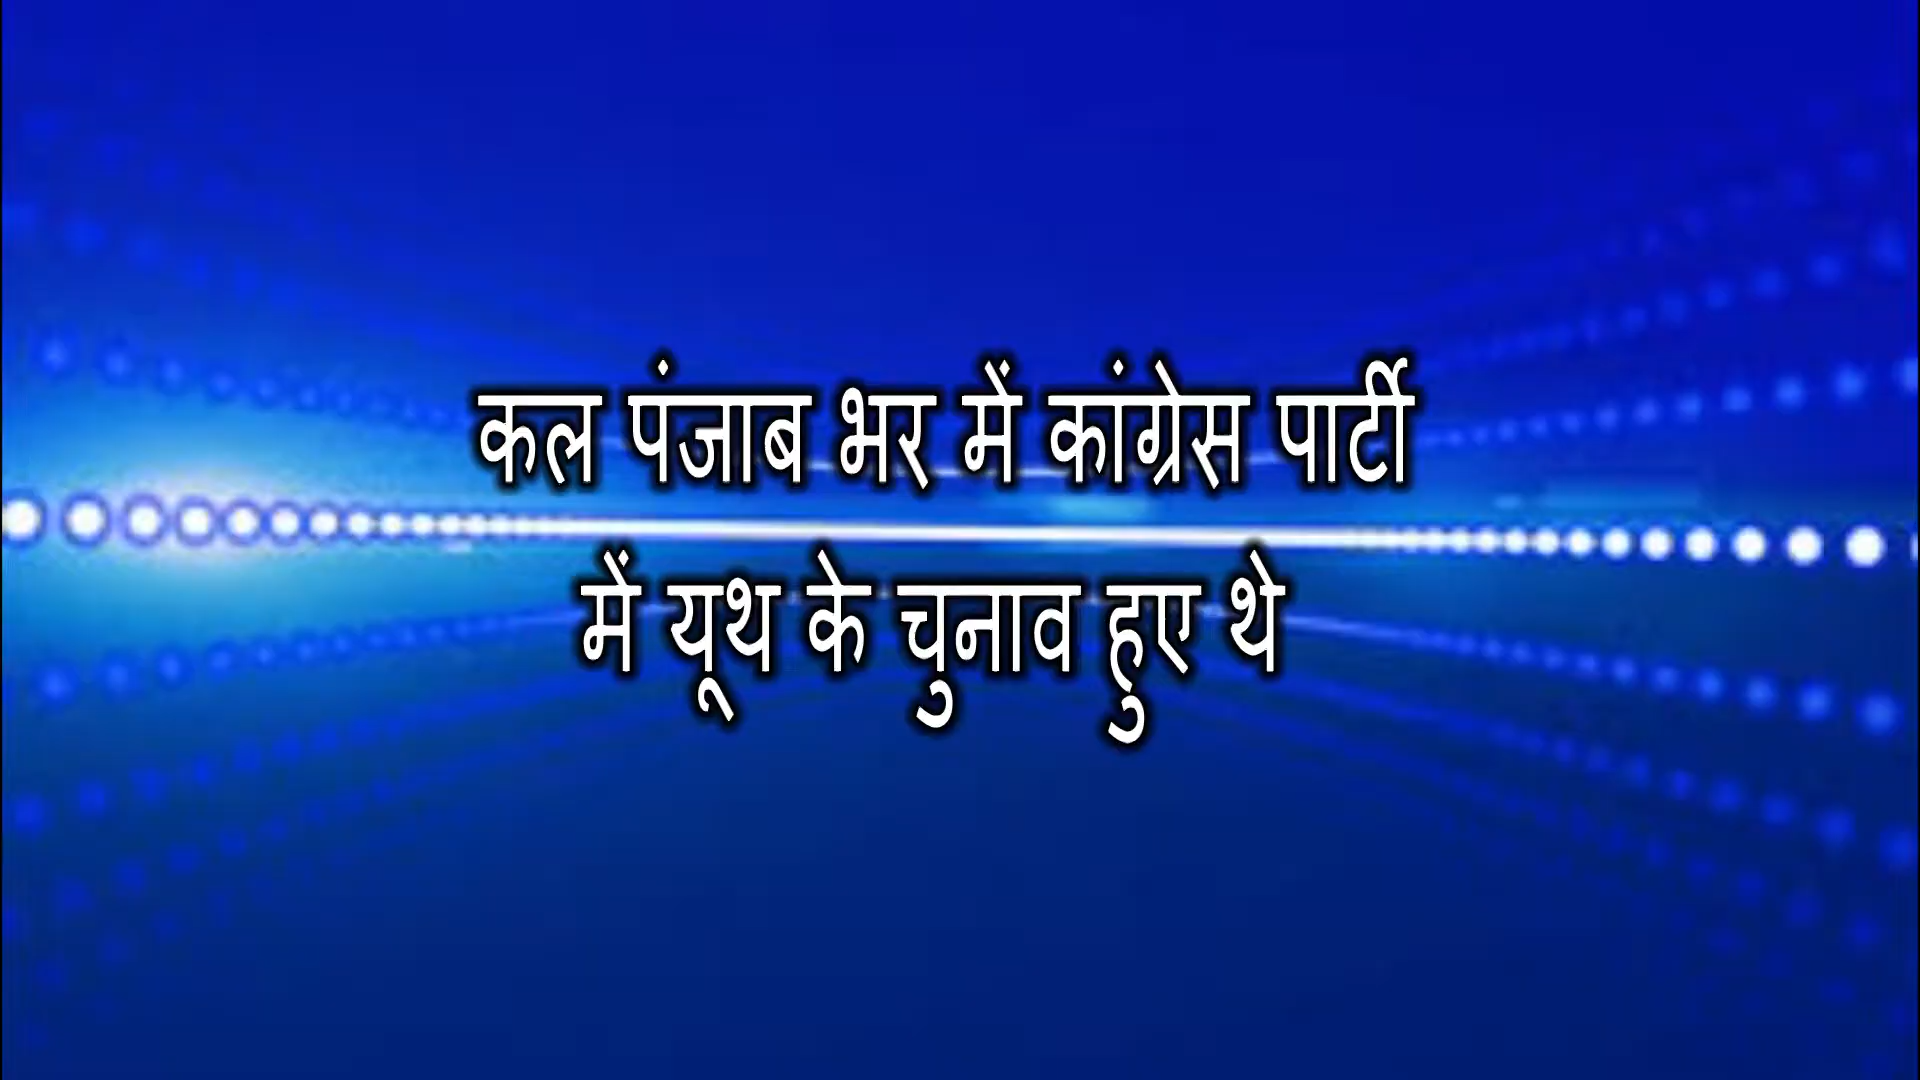 कल पंजाब भर में कांग्रेस पार्टी
में यूथ के चुनाव हुए थे